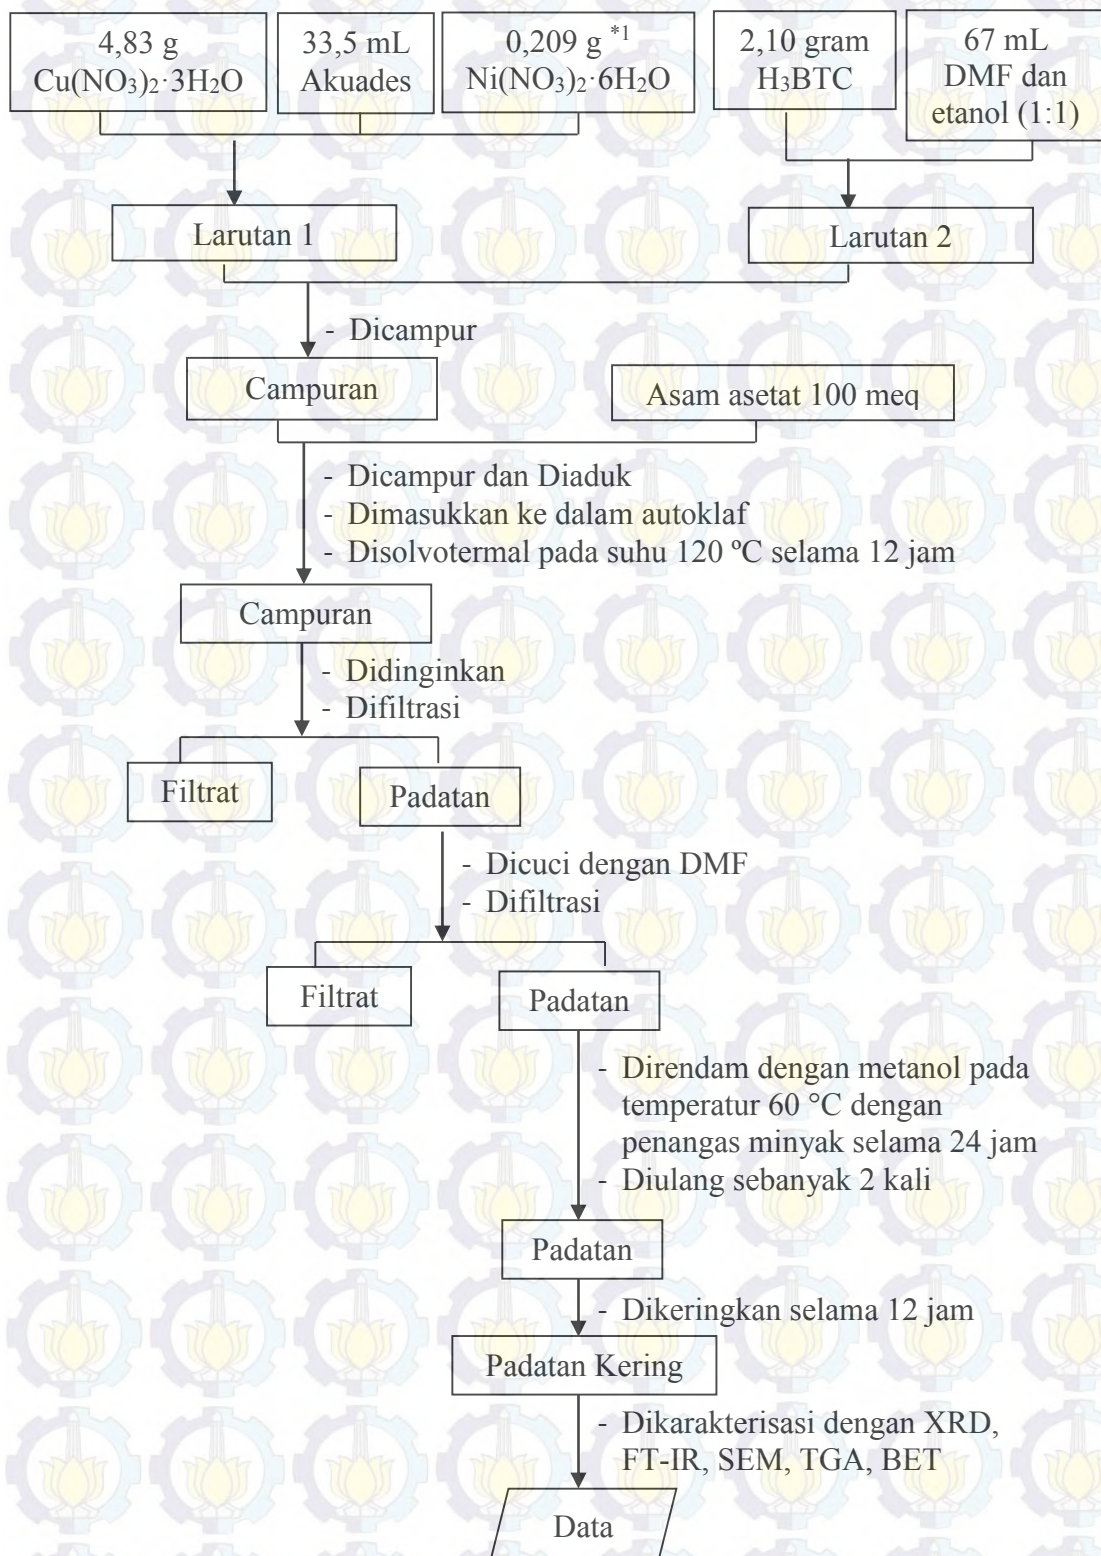 4,83 g
Cu(NO₃)₂·3H₂O
33,5 mL
Akuades
0,209 g *¹
Ni(NO₃)₂·6H₂O
2,10 gram
H₃BTC
67 mL
DMF dan
etanol (1:1)
Larutan 1
Larutan 2
- Dicampur
Campuran
Asam asetat 100 meq
- Dicampur dan Diaduk
- Dimasukkan ke dalam autoklaf
- Disolvotermal pada suhu 120 ºC selama 12 jam
Campuran
- Didinginkan
- Difiltrasi
Filtrat
Padatan
- Dicuci dengan DMF
- Difiltrasi
Filtrat
Padatan
- Direndam dengan metanol pada
temperatur 60 °C dengan
penangas minyak selama 24 jam
- Diulang sebanyak 2 kali
Padatan
- Dikeringkan selama 12 jam
Padatan Kering
- Dikarakterisasi dengan XRD,
FT-IR, SEM, TGA, BET
Data